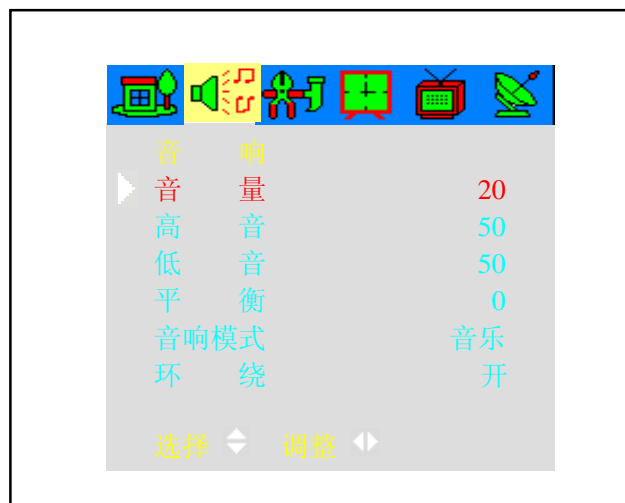 音 响
音 量 20
高 音 50
低 音 50
平 衡 0
音响模式 音乐
环 绕 开
选择 调整